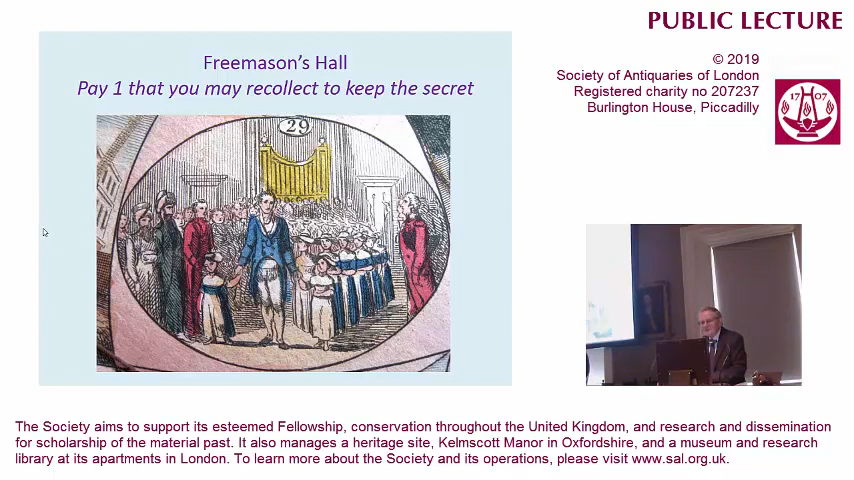 PUBLIC LECTURE
Freemason's Hall
Pay 1 that you may recollect to keep the secret
29
© 2019
Society of Antiquaries of London
Registered charity no 207237
Burlington House, Piccadilly
17 07
The Society aims to support its esteemed Fellowship, conservation throughout the United Kingdom, and research and dissemination
for scholarship of the material past. It also manages a heritage site, Kelmscott Manor in Oxfordshire, and a museum and research
library at its apartments in London. To learn more about the Society and its operations, please visit www.sal.org.uk.